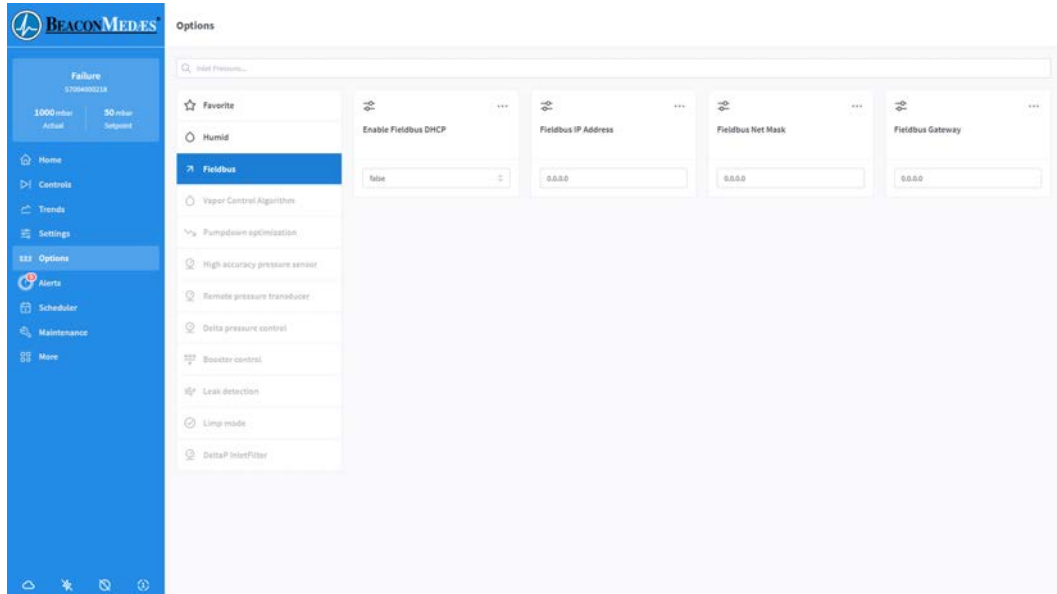 BEACONMEDÆS®
Options
Failure
S7004000218
1000 mbar
Actual
50 mbar
Setpoint
Inlet Pressure...
Home
Controls
Trends
Settings
Options
Alerts
Scheduler
Maintenance
More
Favorite
Humid
Fieldbus
Vapor Control Algorithm
Pumpdown optimization
High accuracy pressure sensor
Remote pressure transducer
Delta pressure control
Booster control
Leak detection
Limp mode
DeltaP InletFilter
Enable Fieldbus DHCP
false
Fieldbus IP Address
0.0.0.0
Fieldbus Net Mask
0.0.0.0
Fieldbus Gateway
0.0.0.0